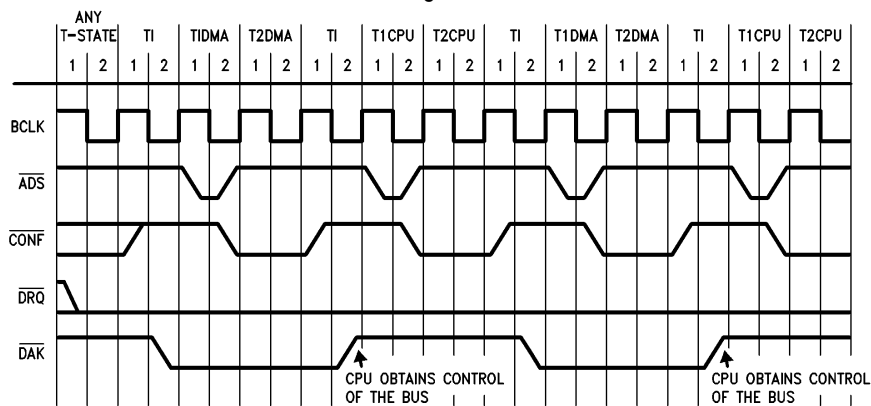 ANY
T-STATE TI TIDMA T2DMA TI T1CPU T2CPU TI T1DMA T2DMA TI T1CPU T2CPU
1 2 1 2 1 2 1 2 1 2 1 2 1 2 1 2 1 2 1 2 1 2 1 2 1 2
BCLK
ADS
CONF
DRQ
DAK
CPU OBTAINS CONTROL
OF THE BUS
CPU OBTAINS CONTROL
OF THE BUS